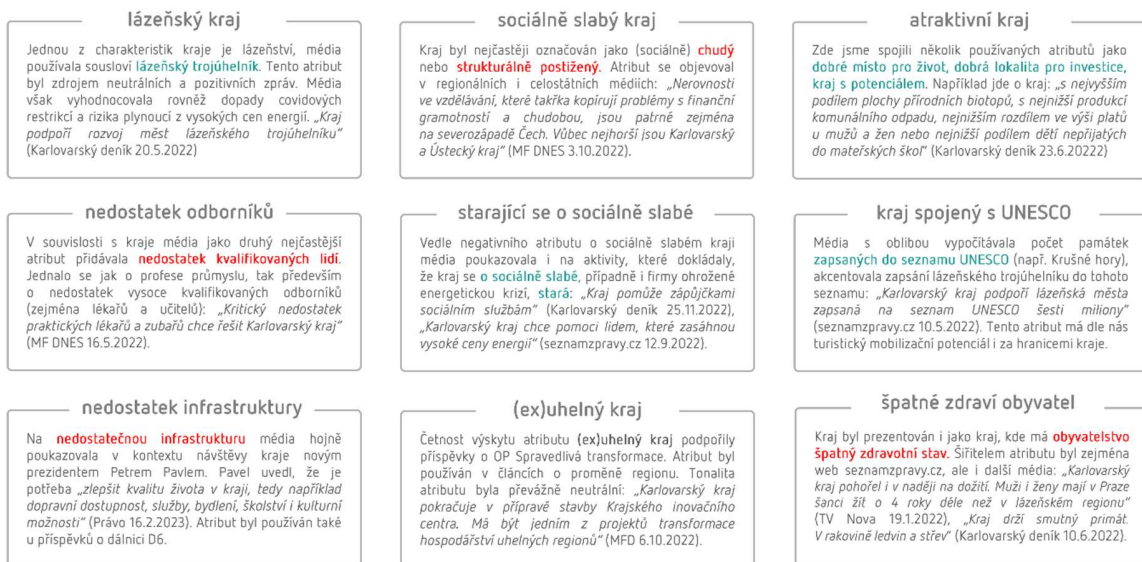 lázeňský kraj
Jednou z charakteristik kraje je lázeňství, média
používala sousloví lázeňský trojúhelník. Tento atribut
byl zdrojem neutrálních a pozitivních zpráv. Média
však vyhodnocovala rovněž dopady covidových
restrikcí a rizika plynoucí z vysokých cen energií. „Kraj
podpoří rozvoj měst lázeňského trojúhelníku“
(Karlovarský deník 20.5.2022)
sociálně slabý kraj
Kraj byl nejčastěji označován jako (sociálně) chudý
nebo strukturálně postižený. Atribut se objevoval
v regionálních i celostátních médiích: „Nerovnosti
ve vzdělávání, které takřka kopírují problémy s finanční
gramotností a chudobou, jsou patrné zejména
na severozápadě Čech. Vůbec nejhorší jsou Karlovarský
a Ústecký kraj“ (MF DNES 3.10.2022).
atraktivní kraj
Zde jsme spojili několik používaných atributů jako
dobré místo pro život, dobrá lokalita pro investice,
kraj s potenciálem. Například jde o kraj: „s nejvyšším
podílem plochy přírodních biotopů, s nejnižší produkcí
komunálního odpadu, nejnižším rozdílem ve výši platů
u mužů a žen nebo nejnižší podílem dětí nepřijatých
do mateřských škol“ (Karlovarský deník 23.6.20222)
nedostatek odborníků
V souvislosti s kraje média jako druhý nejčastější
atribut přidávala nedostatek kvalifikovaných lidí.
Jednalo se jak o profese průmyslu, tak především
o nedostatek vysoce kvalifikovaných odborníků
(zejména lékařů a učitelů): „Kritický nedostatek
praktických lékařů a zubařů chce řešit Karlovarský kraj“
(MF DNES 16.5.2022).
starající se o sociálně slabé
Vedle negativního atributu o sociálně slabém kraji
média poukazovala i na aktivity, které dokládaly,
že kraj se o sociálně slabé, případně i firmy ohrožené
energetickou krizí, stará: „Kraj pomůže zápůjčkami
sociálním službám“ (Karlovarský deník 25.11.2022),
„Karlovarský kraj chce pomoci lidem, které zasáhnou
vysoké ceny energií“ (seznamzpravy.cz 12.9.2022).
kraj spojený s UNESCO
Média s oblibou vypočítávala počet památek
zapsaných do seznamu UNESCO (např. Krušné hory),
akcentovala zapsání lázeňského trojúhelníku do tohoto
seznamu: „Karlovarský kraj podpoří lázeňská města
zapsaná na seznam UNESCO šesti miliony“
(seznamzpravy.cz 10.5.2022). Tento atribut má dle nás
turistický mobilizační potenciál i za hranicemi kraje.
nedostatek infrastruktury
Na nedostatečnou infrastrukturu média hojně
poukazovala v kontextu návštěvy kraje novým
prezidentem Petrem Pavlem. Pavel uvedl, že je
potřeba „zlepšit kvalitu života v kraji, tedy například
dopravní dostupnost, služby, bydlení, školství i kulturní
možnosti“ (Právo 16.2.2023). Atribut byl používán také
u příspěvků o dálnici D6.
(ex)uhelný kraj
Četnost výskytu atributu (ex)uhelný kraj podpořily
příspěvky o OP Spravedlivá transformace. Atribut byl
používán v článcích o proměně regionu. Tonalita
atributu byla převážně neutrální: „Karlovarský kraj
pokračuje v přípravě stavby Krajského inovačního
centra. Má být jedním z projektů transformace
hospodářství uhelných regionů“ (MFD 6.10.2022).
špatné zdraví obyvatel
Kraj byl prezentován i jako kraj, kde má obyvatelstvo
špatný zdravotní stav. Šiřitelem atributu byl zejména
web seznamzpravy.cz, ale i další média: „Karlovarský
kraj pohořel i v naději na dožití. Muži i ženy mají v Praze
šanci žít o 4 roky déle než v lázeňském regionu“
(TV Nova 19.1.2022), „Kraj drží smutný primát.
V rakovině ledvin a střev“ (Karlovarský deník 10.6.2022).